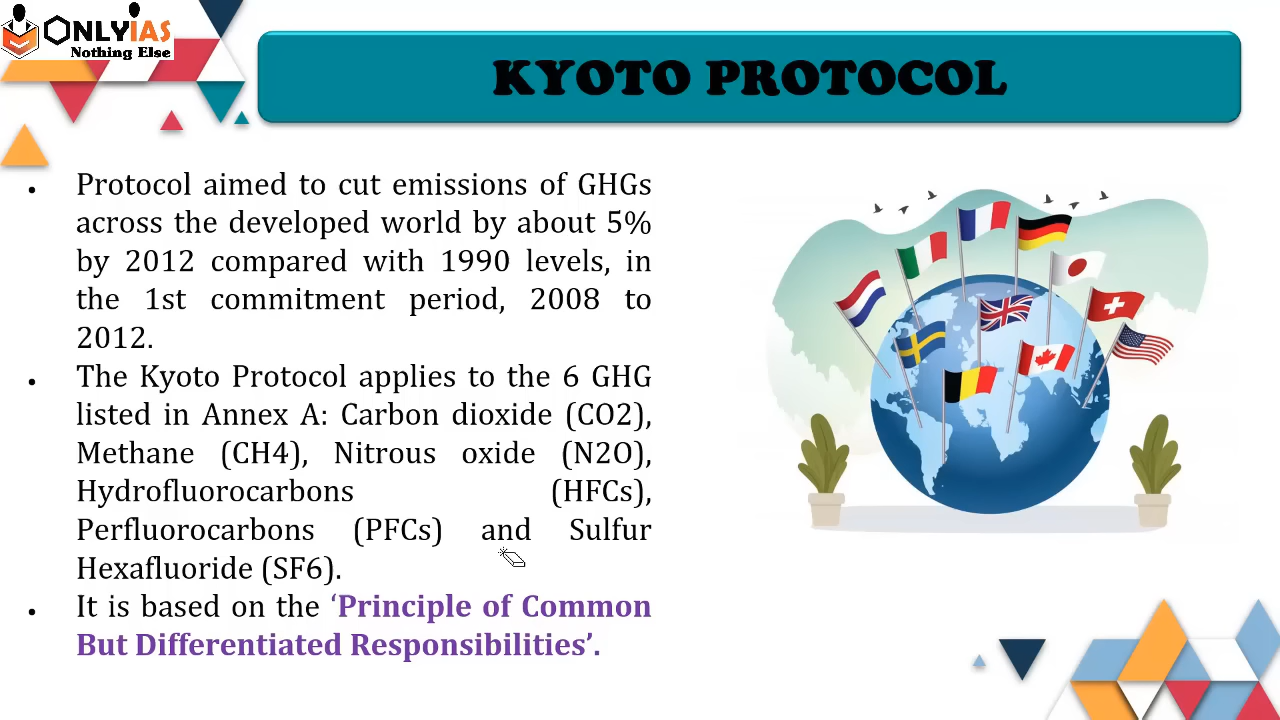 ONLYIAS
Nothing Else
KYOTO PROTOCOL
• Protocol aimed to cut emissions of GHGs
across the developed world by about 5%
by 2012 compared with 1990 levels, in
the 1st commitment period, 2008 to
2012.
• The Kyoto Protocol applies to the 6 GHG
listed in Annex A: Carbon dioxide (CO2),
Methane (CH4), Nitrous oxide (N2O),
Hydrofluorocarbons (HFCs),
Perfluorocarbons (PFCs) and Sulfur
Hexafluoride (SF6).
• It is based on the ‘Principle of Common
But Differentiated Responsibilities’.